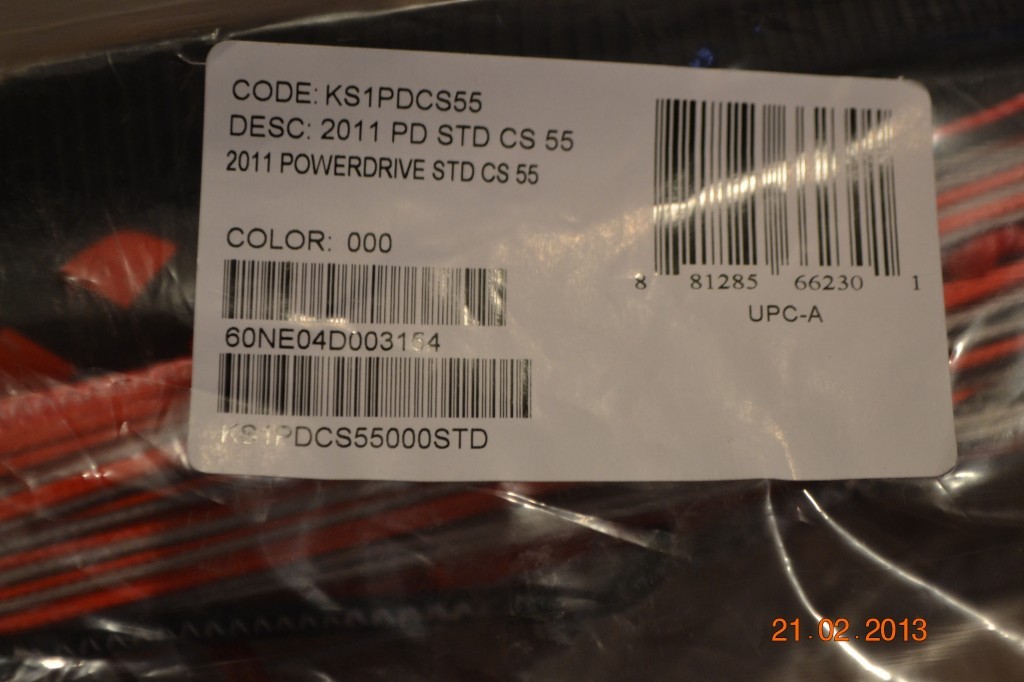 CODE: KS1PDCS55
DESC: 2011 PD STD CS 55
2011 POWERDRIVE STD CS 55
COLOR: 000
60NE04D003154
KS1PDCS55000STD
8 81285 66230 1
UPC-A
21.02.2013